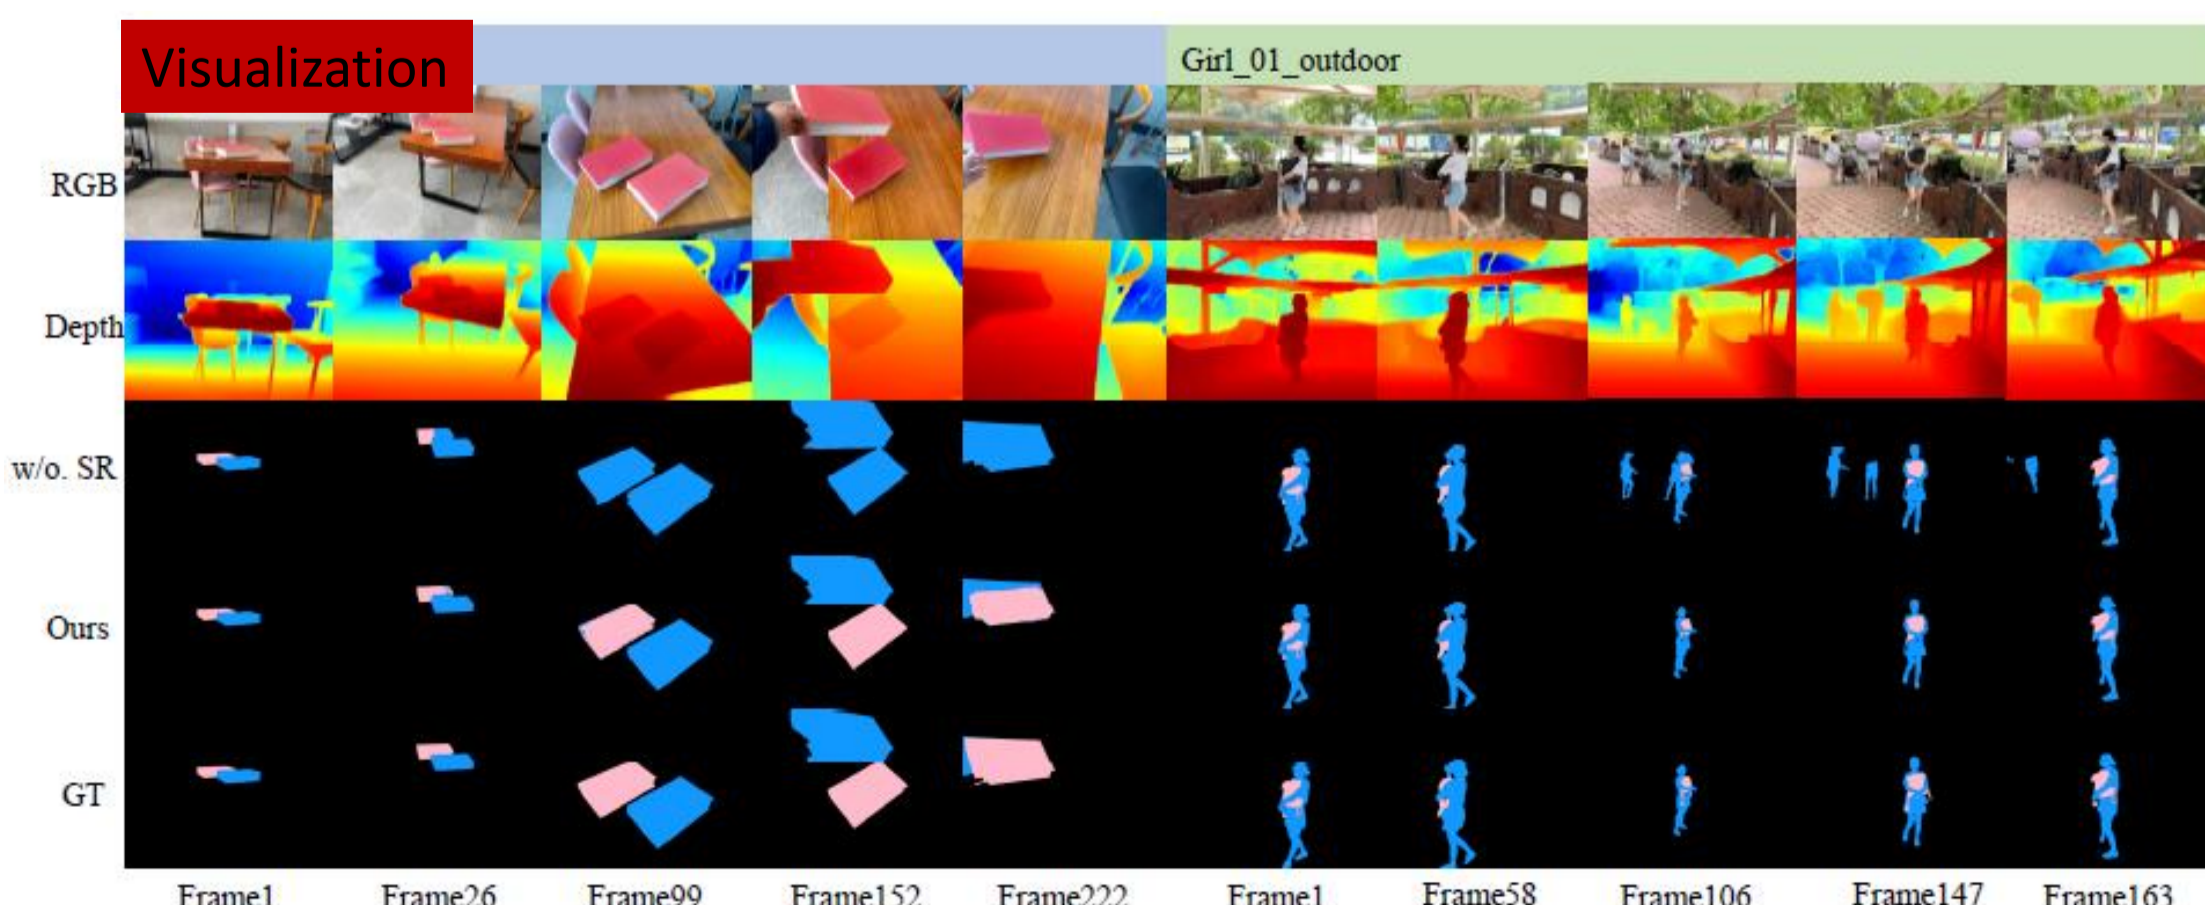 Visualization
Girl_01_outdoor
RGB
Depth
w/o. SR
Ours
GT
Frame1 Frame26 Frame99 Frame152 Frame222 Frame1 Frame58 Frame106 Frame147 Frame163